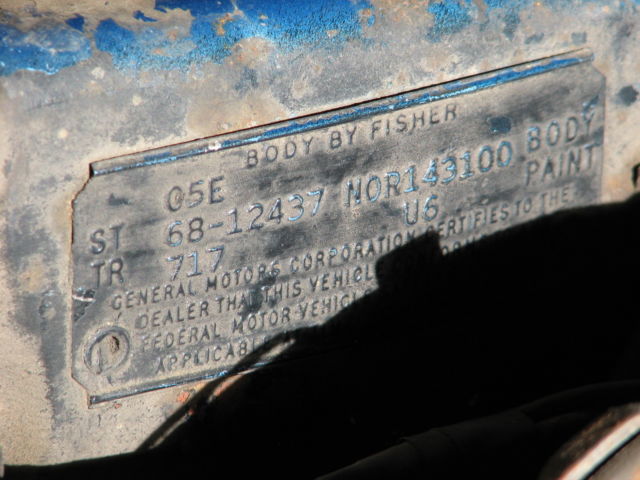 BODY BY FISHER
05E
ST 68-12437 NOR143100 BODY
TR 717 U6 PAINT
GENERAL MOTORS CORPORATION CERTIFIES TO THE
DEALER THAT THIS VEHICLE
FEDERAL MOTOR VEHICLE
APPLICABLE